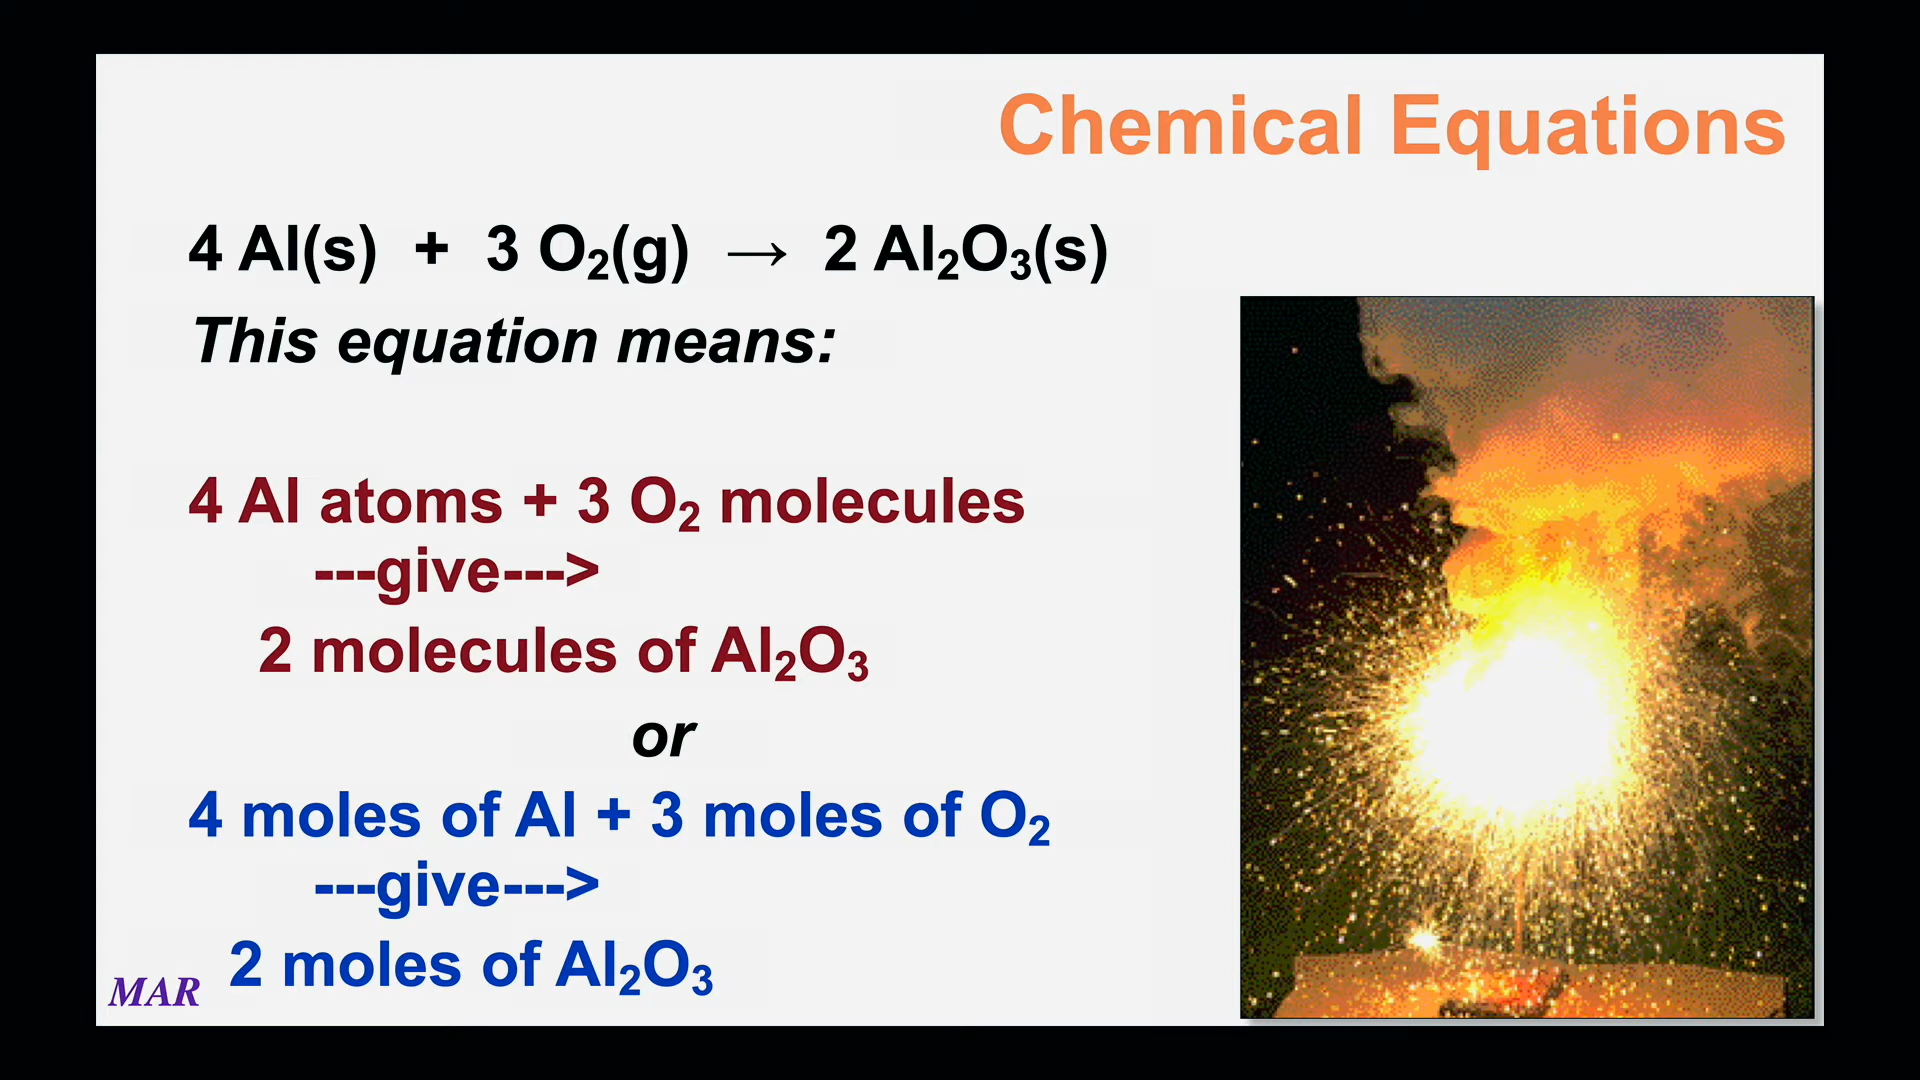 Chemical Equations
4 Al(s) + 3 O₂(g) → 2 Al₂O₃(s)
This equation means:
4 Al atoms + 3 O₂ molecules
---give--->
2 molecules of Al₂O₃
or
4 moles of Al + 3 moles of O₂
---give--->
2 moles of Al₂O₃
MAR